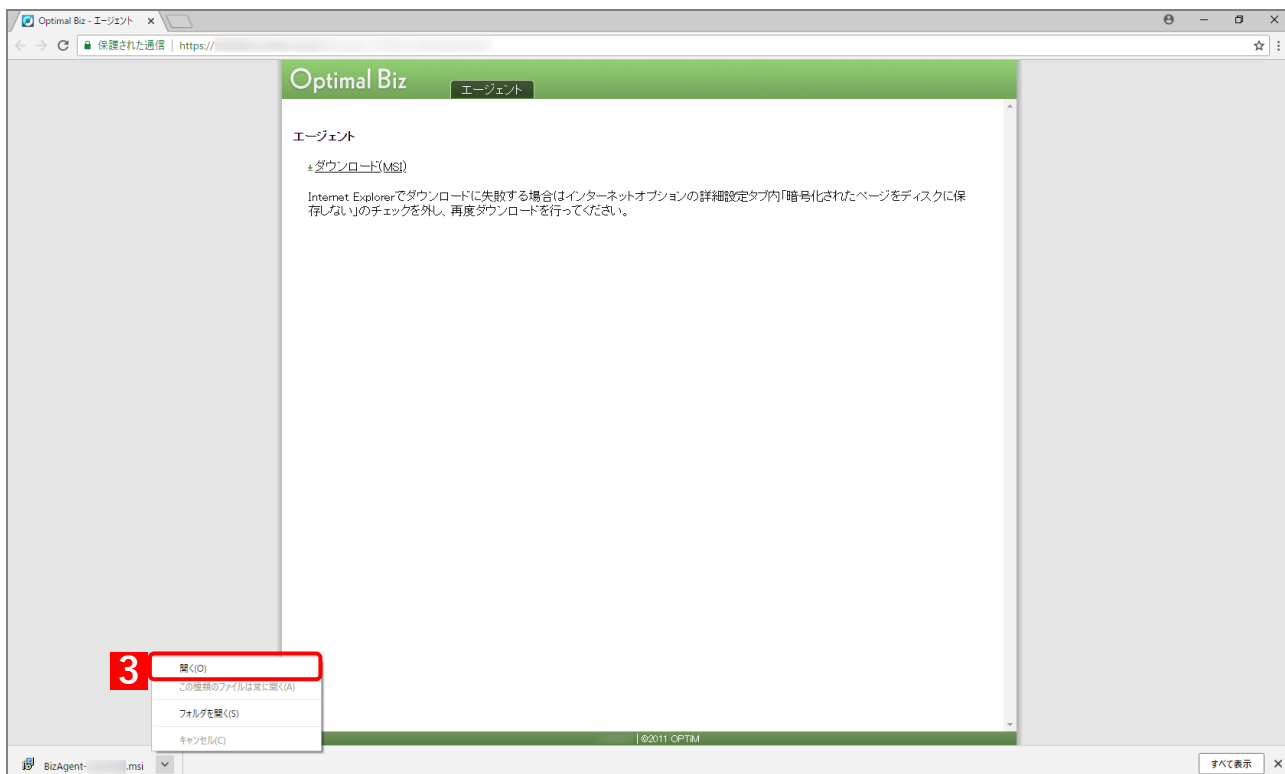 Optimal Biz - エージェント
保護された通信 | https://
Optimal Biz
エージェント
エージェント
ダウンロード(MSI)
Internet Explorerでダウンロードに失敗する場合はインターネットオプションの詳細設定タブ内「暗号化されたページをディスクに保
存しない」のチェックを外し、再度ダウンロードを行ってください。
3
開く(O)
この種類のファイルは常に開く(A)
フォルダを開く(S)
キャンセル(C)
| ©2011 OPTiM
BizAgent- .msi
すべて表示